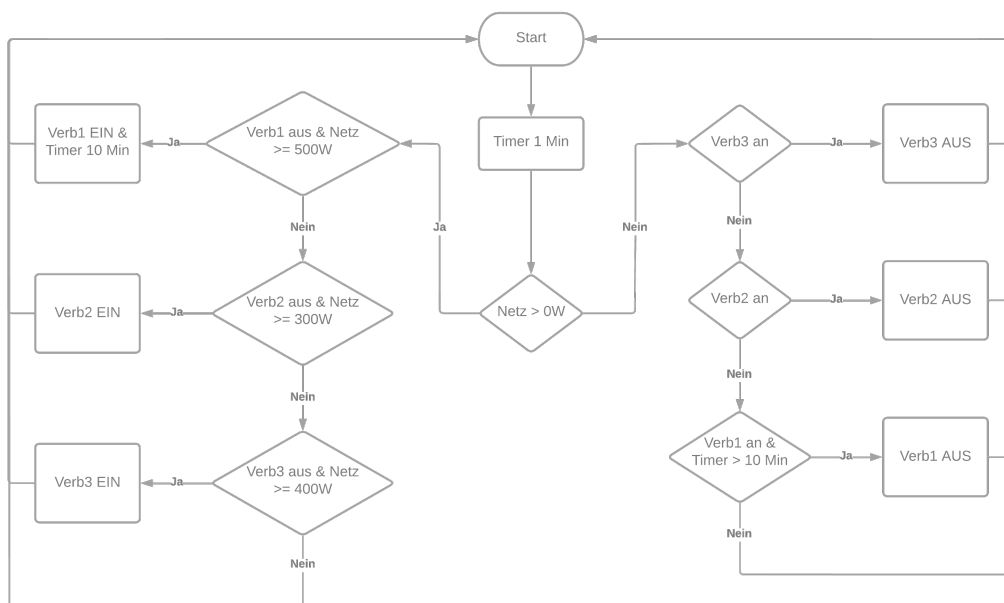 Start
Verb1 EIN &
Timer 10 Min
Ja
Verb1 aus & Netz
>= 500W
Timer 1 Min
Verb3 an
Ja
Verb3 AUS
Nein
Ja
Nein
Nein
Verb2 EIN
Ja
Verb2 aus & Netz
>= 300W
Netz > 0W
Verb2 an
Ja
Verb2 AUS
Nein
Nein
Verb3 EIN
Ja
Verb3 aus & Netz
>= 400W
Verb1 an &
Timer > 10 Min
Ja
Verb1 AUS
Nein
Nein